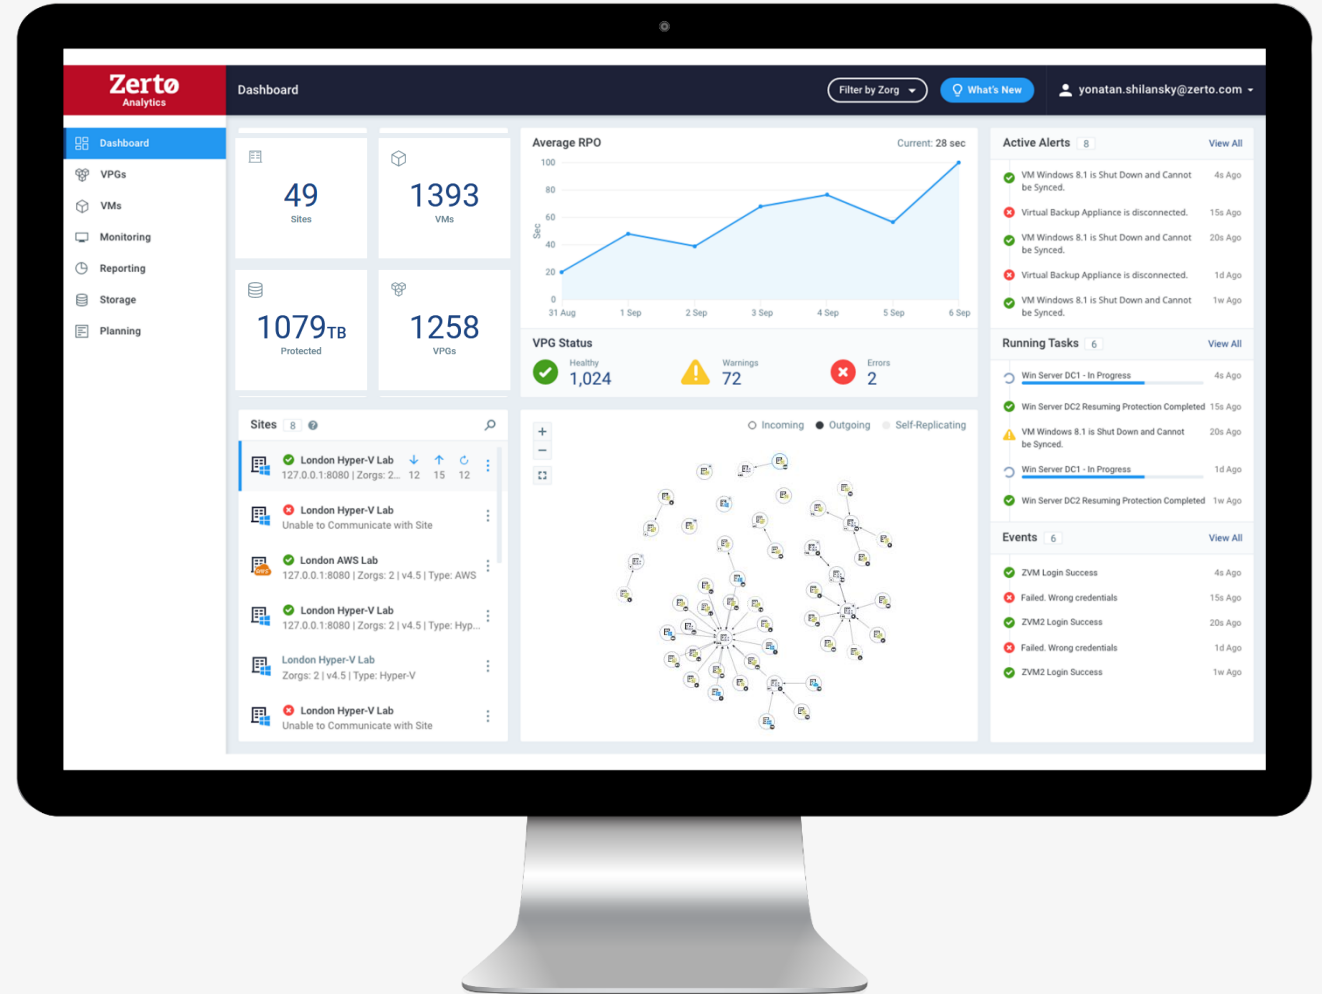 Zerto
Analytics
Dashboard
Filter by Zorg
What's New
yonatan.shilansky@zerto.com
Dashboard
VPGs
VMs
Monitoring
Reporting
Storage
Planning
49
Sites
1393
VMs
1079TB
Protected
1258
VPGs
Average RPO
Current: 28 sec
100
80
60
40
20
0
Sec
31 Aug
1 Sep
2 Sep
3 Sep
4 Sep
5 Sep
6 Sep
VPG Status
Healthy
1,024
Warnings
72
Errors
2
Sites 8
London Hyper-V Lab
127.0.0.1:8080 | Zorgs: 2... 12 15 12
London Hyper-V Lab
Unable to Communicate with Site
London AWS Lab
127.0.0.1:8080 | Zorgs: 2 | v4.5 | Type: AWS
London Hyper-V Lab
127.0.0.1:8080 | Zorgs: 2 | v4.5 | Type: Hyp...
London Hyper-V Lab
Zorgs: 2 | v4.5 | Type: Hyper-V
London Hyper-V Lab
Unable to Communicate with Site
Incoming
Outgoing
Self-Replicating
Active Alerts 8
View All
VM Windows 8.1 is Shut Down and Cannot 4s Ago
be Synced.
Virtual Backup Appliance is disconnected. 15s Ago
VM Windows 8.1 is Shut Down and Cannot 20s Ago
be Synced.
Virtual Backup Appliance is disconnected. 1d Ago
VM Windows 8.1 is Shut Down and Cannot 1w Ago
be Synced.
Running Tasks 6
View All
Win Server DC1 - In Progress 4s Ago
Win Server DC2 Resuming Protection Completed 15s Ago
VM Windows 8.1 is Shut Down and Cannot 20s Ago
be Synced.
Win Server DC1 - In Progress 1d Ago
Win Server DC2 Resuming Protection Completed 1w Ago
Events 6
View All
ZVM Login Success 4s Ago
Failed. Wrong credentials 15s Ago
ZVM2 Login Success 20s Ago
Failed. Wrong credentials 1d Ago
ZVM2 Login Success 1w Ago